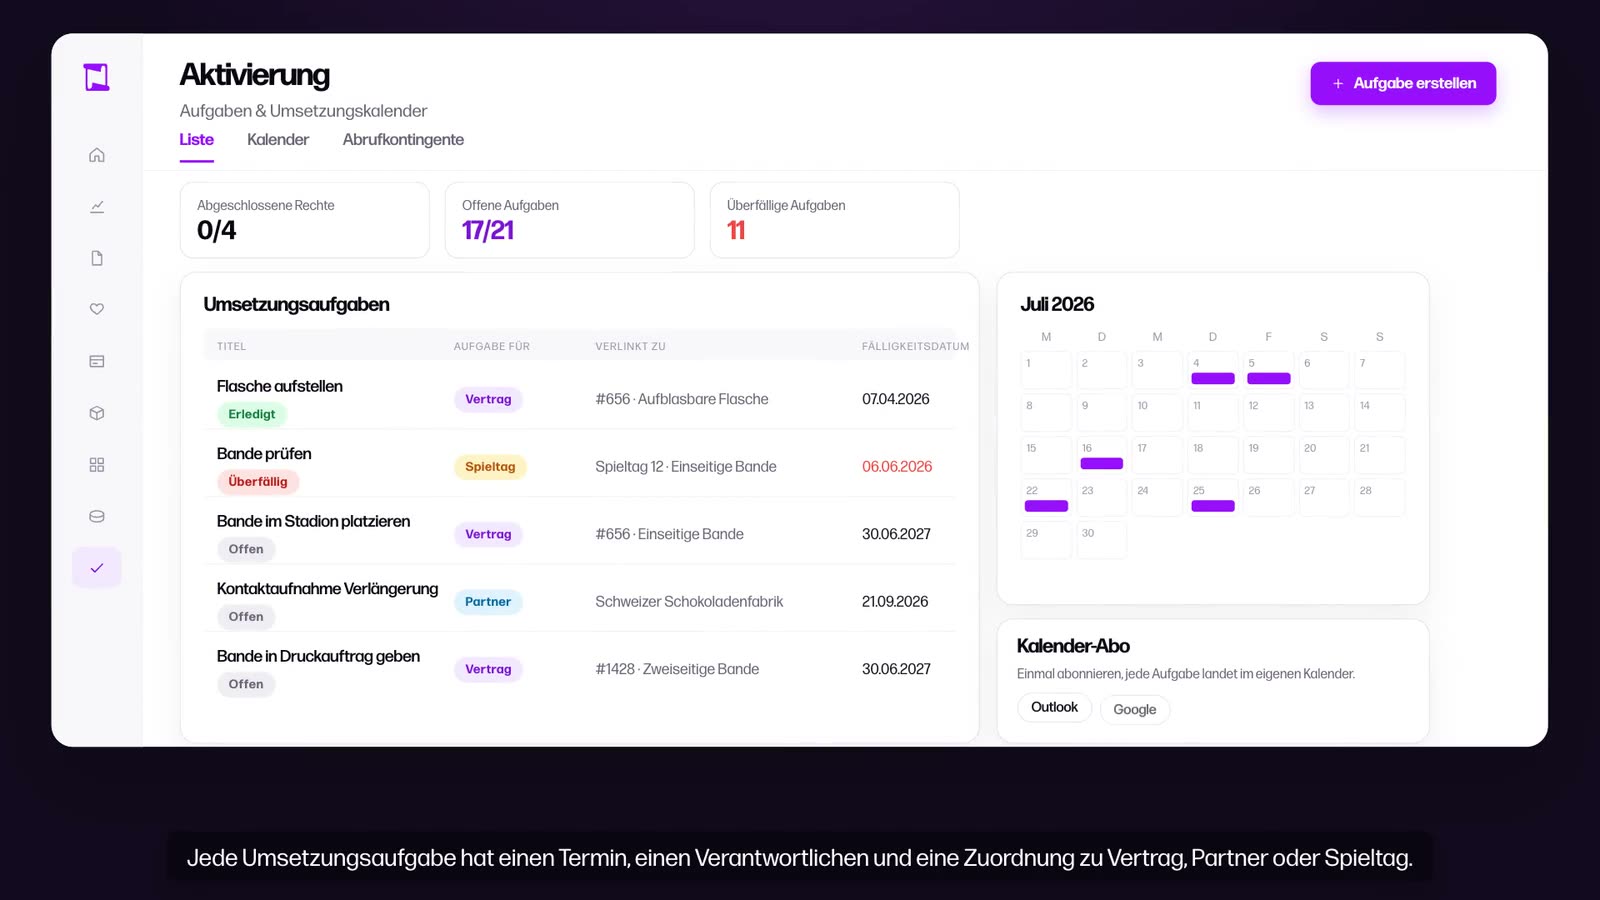 Aktivierung
Aufgaben & Umsetzungskalender
+ Aufgabe erstellen
Liste Kalender Abrufkontingente
Abgeschlossene Rechte
0/4
Offene Aufgaben
17/21
Überfällige Aufgaben
11
Umsetzungsaufgaben
TITEL AUFGABE FÜR VERLINKT ZU FÄLLIGKEITSDATUM
Flasche aufstellen
Erledigt
Vertrag
#656 · Aufblasbare Flasche
07.04.2026
Bande prüfen
Überfällig
Spieltag
Spieltag 12 · Einseitige Bande
06.06.2026
Bande im Stadion platzieren
Offen
Vertrag
#656 · Einseitige Bande
30.06.2027
Kontaktaufnahme Verlängerung
Offen
Partner
Schweizer Schokoladenfabrik
21.09.2026
Bande in Druckauftrag geben
Offen
Vertrag
#1428 · Zweiseitige Bande
30.06.2027
Juli 2026
M D M D F S S
1 2 3 4 5 6 7
8 9 10 11 12 13 14
15 16 17 18 19 20 21
22 23 24 25 26 27 28
29 30
Kalender-Abo
Einmal abonnieren, jede Aufgabe landet im eigenen Kalender.
Outlook Google
Jede Umsetzungsaufgabe hat einen Termin, einen Verantwortlichen und eine Zuordnung zu Vertrag, Partner oder Spieltag.